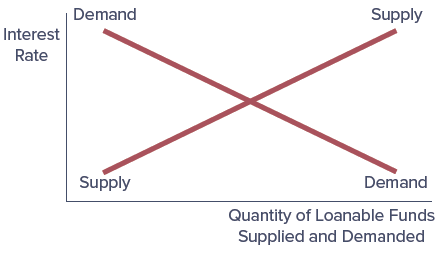 Demand
Supply
Interest
Rate
Supply
Demand
Quantity of Loanable Funds
Supplied and Demanded